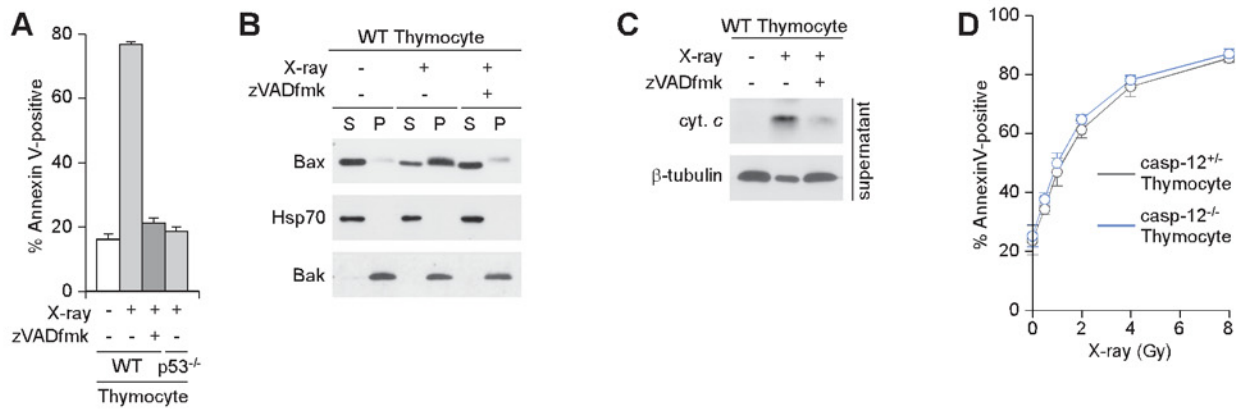 A
% Annexin V-positive
80
60
40
20
0
X-ray - + + +
zVADfmk - - + -
WT p53-/-
Thymocyte
B
WT Thymocyte
X-ray - + +
zVADfmk - - +
S P S P S P
Bax
Hsp70
Bak
C
WT Thymocyte
X-ray - + +
zVADfmk - - +
cyt. c
β-tubulin
supernatant
D
% AnnexinV-positive
100
80
60
40
20
0
0 2 4 6 8
X-ray (Gy)
casp-12+/-
Thymocyte
casp-12-/-
Thymocyte